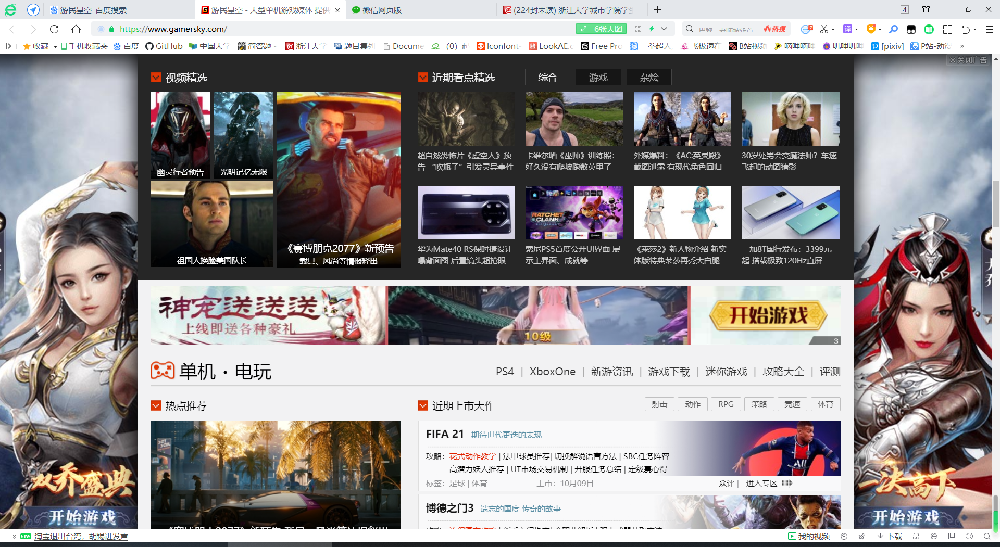 游民星空_百度搜索
游民星空 - 大型单机游戏媒体 提供
微信网页版
(224封未读) 浙江大学城市学院学生
4
https://www.gamersky.com/
6张大图
巴黎一老师被斩首
热搜
7
译
收藏
手机收藏夹
百度
GitHub
中国大学
简答题 -
浙江大学
题目集列
Docume
(0) 起
Iconfont-
LookAE.c
Free Pro
一拳超人
飞极速在
B站视频
嘀哩嘀哩
叽哩叽哩
[pixiv]
P站-动漫
»
关闭广告
视频精选
近期看点精选
综合
游戏
杂烩
幽灵行者预告
光明记忆无限
祖国人换脸美国队长
《赛博朋克2077》新预告
载具、风尚等情报释出
超自然恐怖片《虚空人》预
告 “吹瓶子”引发灵异事件
卡维尔晒《巫师》训练照：
好久没有爬坡跑数英里了
外媒爆料：《AC:英灵殿》
截图泄露 有现代角色回归
30岁处男会变魔法师？车速
飞起的动图猜影
RATCHET
CLANK
华为Mate40 RS保时捷设计
曝背面图 后置镜头超抢眼
索尼PS5首度公开UI界面 展
示主界面、成就等
《莱莎2》新人物介绍 新实
体版特典莱莎再秀大白腿
一加8T国行发布：3399元
起 搭载极致120Hz直屏
神宠送送送
上线即送各种豪礼
10级
开始游戏
3
单机・电玩
PS4 | XboxOne | 新游资讯 | 游戏下载 | 迷你游戏 | 攻略大全 | 评测
热点推荐
近期上市大作
射击
动作
RPG
策略
竞速
体育
FIFA 21 期待世代更迭的表现
攻略：花式动作教学 | 法甲球员推荐| 切换解说语言方法 | SBC任务阵容
高潜力妖人推荐 | UT市场交易机制 | 开服任务总结 | 定级赛心得
标签：足球 | 体育
上市：10月09日
众评 | 进入专区
博德之门3 遗忘的国度 传奇的故事
双乔盛典
开始游戏
一决高下
开始游戏
NEW 淘宝退出台湾，胡锡进发声
我的视频
下载